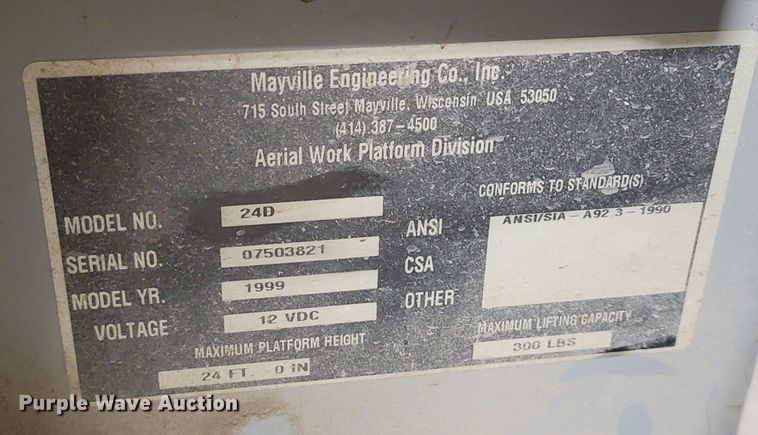 Mayville Engineering Co., Inc.
715 South Street Mayville, Wisconsin USA 53050
(414) 387-4500
Aerial Work Platform Division
CONFORMS TO STANDARD(S)
MODEL NO. 24D ANSI ANSI/SIA - A92.3-1990
SERIAL NO. 07503821 CSA
MODEL YR. 1999 OTHER
VOLTAGE 12 VDC
MAXIMUM PLATFORM HEIGHT MAXIMUM LIFTING CAPACITY
24 FT. 0 IN 300 LBS
Purple Wave Auction